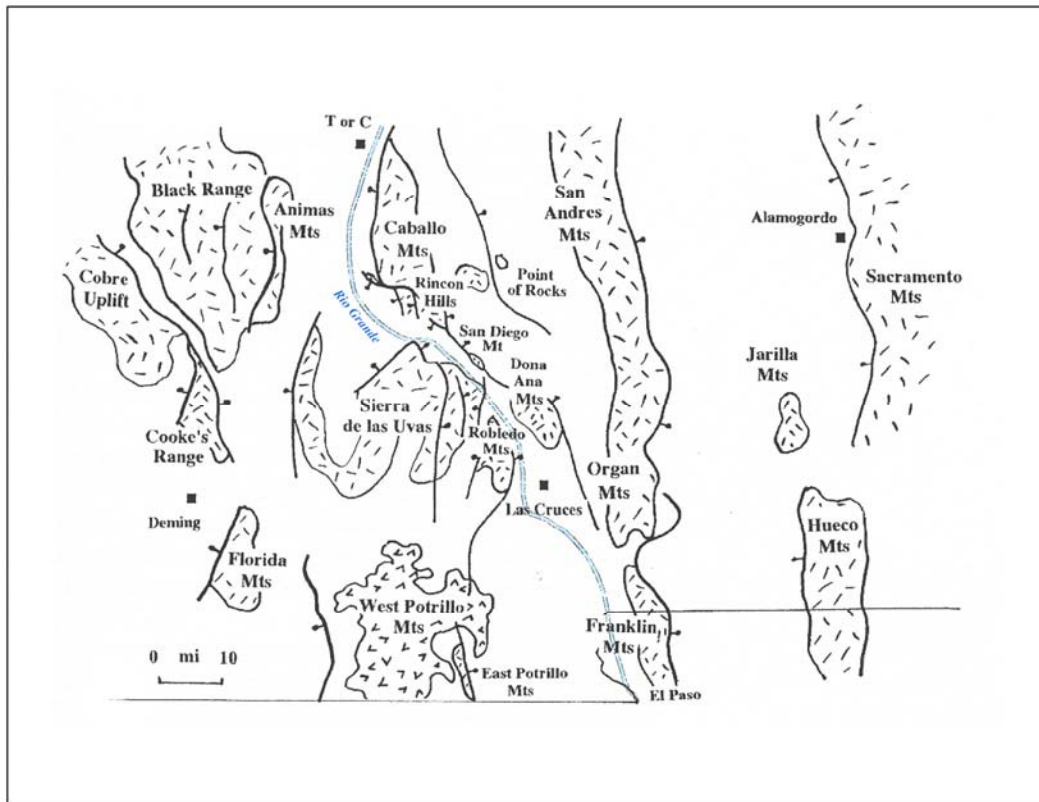 T or C
Black Range
Animas
Mts
Caballo
Mts
San
Andres
Mts
Alamogordo
Sacramento
Mts
Cobre
Uplift
Rincon
Hills
Point
of Rocks
Rio Grande
San Diego
Mt
Dona
Ana
Mts
Jarilla
Mts
Sierra
de las Uvas
Robledo
Mts
Cooke's
Range
Organ
Mts
Las Cruces
Deming
Hueco
Mts
Florida
Mts
West Potrillo
Mts
Franklin
Mts
0 mi 10
East Potrillo
Mts
El Paso